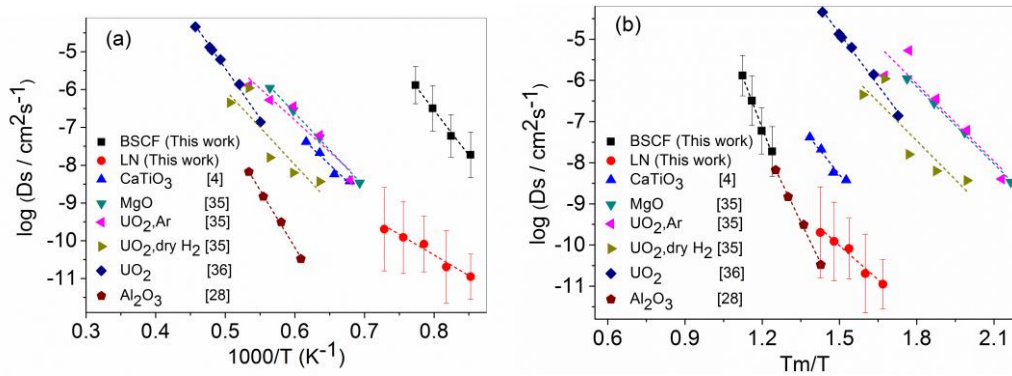 (a)
log (Ds / cm²s⁻¹)
-5
-6
-7
-8
-9
-10
-11
BSCF (This work)
LN (This work)
CaTiO₃ [4]
MgO [35]
UO₂,Ar [35]
UO₂,dry H₂ [35]
UO₂ [36]
Al₂O₃ [28]
0.3 0.4 0.5 0.6 0.7 0.8
1000/T (K⁻¹)
(b)
log (Ds / cm²s⁻¹)
-5
-6
-7
-8
-9
-10
-11
BSCF (This work)
LN (This work)
CaTiO₃ [4]
MgO [35]
UO₂,Ar [35]
UO₂,dry H₂ [35]
UO₂ [36]
Al₂O₃ [28]
0.6 0.9 1.2 1.5 1.8 2.1
Tm/T